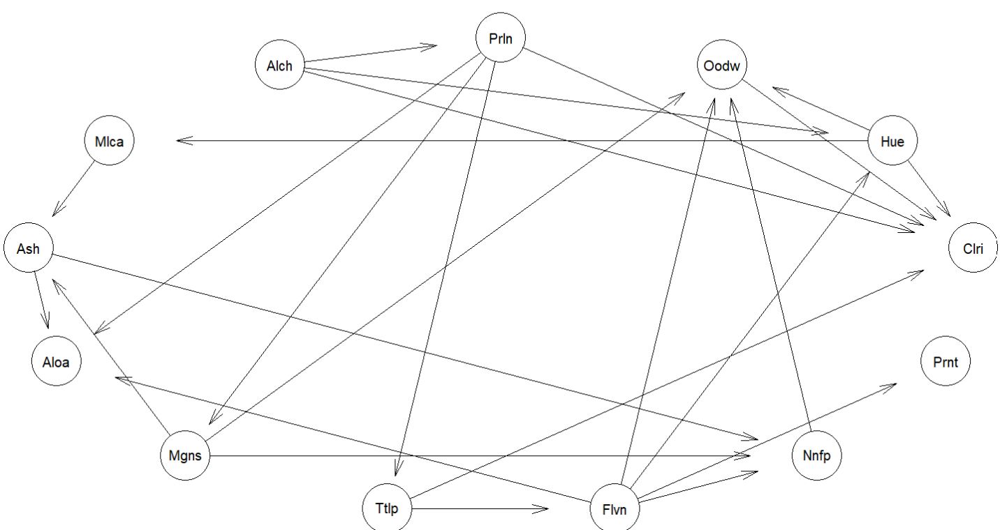 Prln
Alch
Oodw
Mlca
Hue
Ash
Clri
Aloa
Prnt
Mgns
Nnfp
Ttlp
Flvn